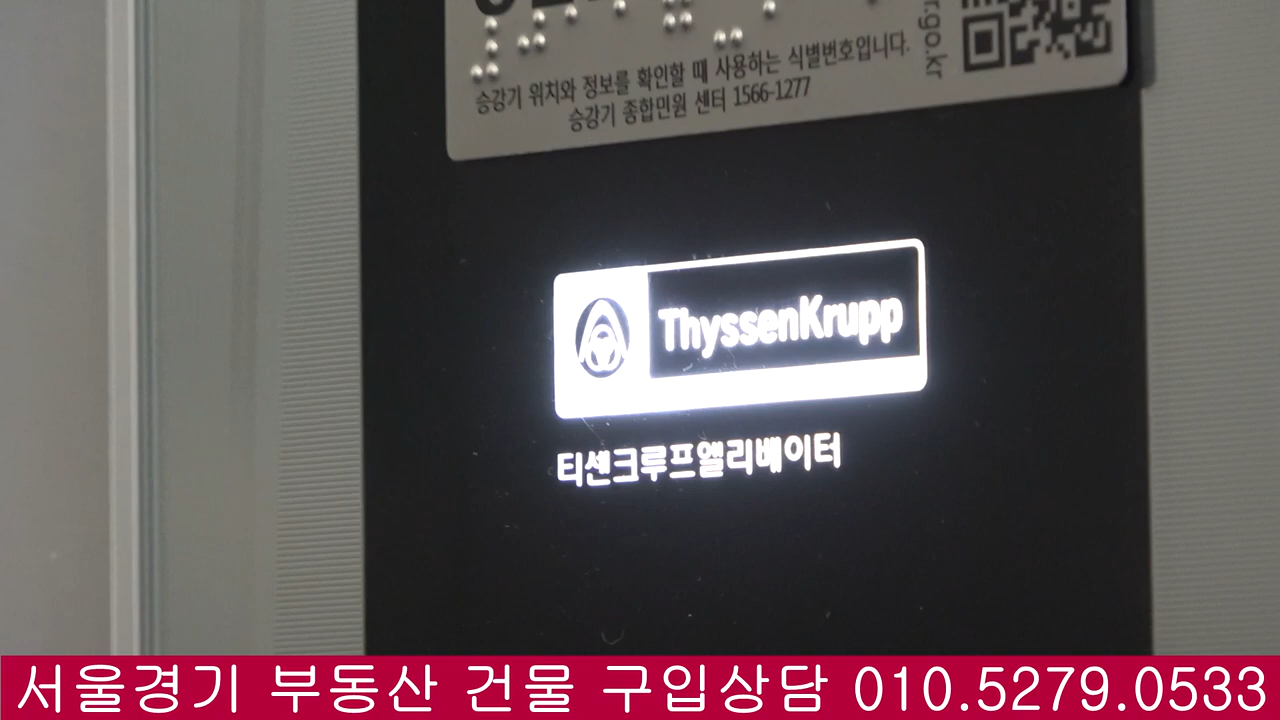 r.go.kr
승강기 위치와 정보를 확인할 때 사용하는 식별번호입니다.
승강기 종합민원 센터 1566-1277
ThyssenKrupp
티센크루프엘리베이터
서울경기 부동산 건물 구입상담 010.5279.0533